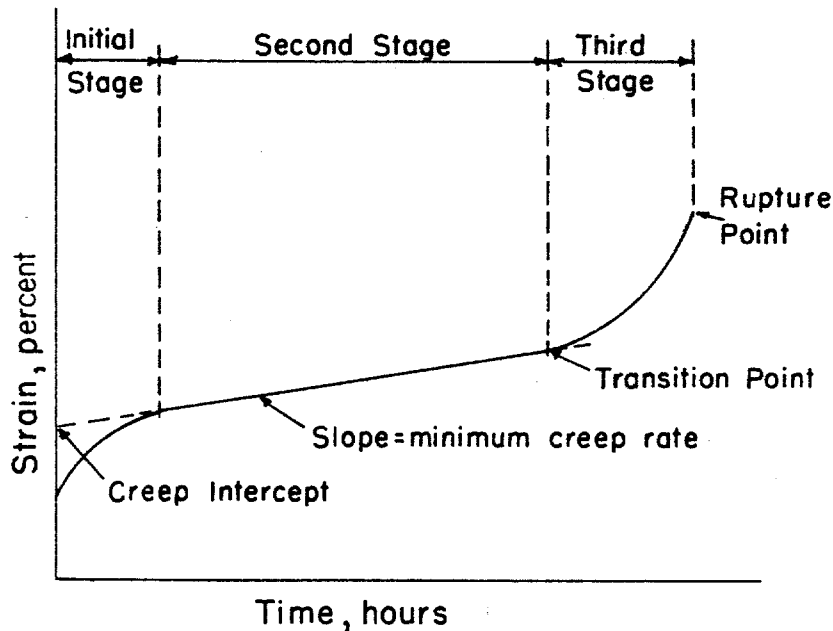 Initial
Stage
Second Stage
Third
Stage
Rupture
Point
Transition Point
Slope=minimum creep rate
Creep Intercept
Strain, percent
Time, hours